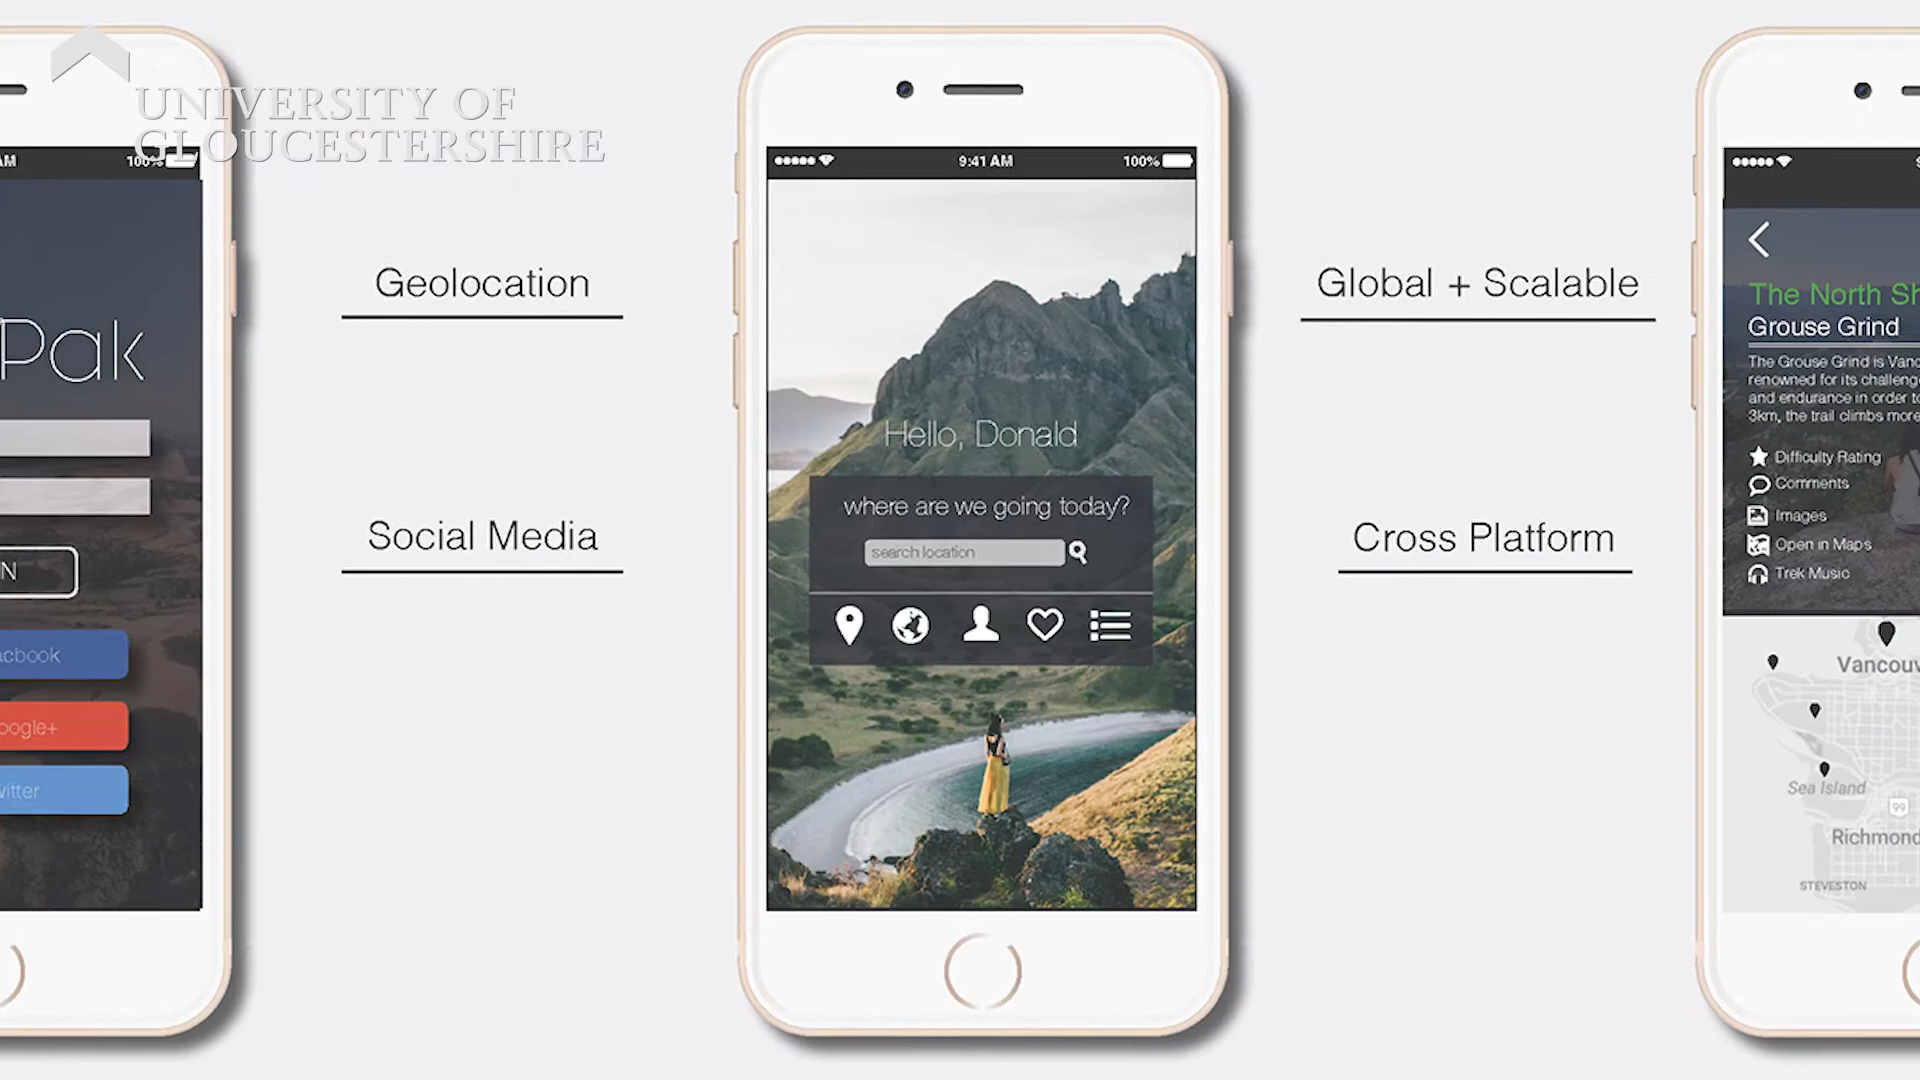 UNIVERSITY OF
GLOUCESTERSHIRE
AM 100%
Pak
Geolocation
Social Media
9:41 AM 100%
Hello, Donald
where are we going today?
search location
Global + Scalable
Cross Platform
The North Sh
Grouse Grind
The Grouse Grind is Vanc
renowned for its challeng
and endurance in order to
3km, the trail climbs more
Difficulty Rating
Comments
Images
Open in Maps
Trek Music
Vancouv
Sea Island
99
Richmond
STEVESTON
N
acbook
oogle+
witter